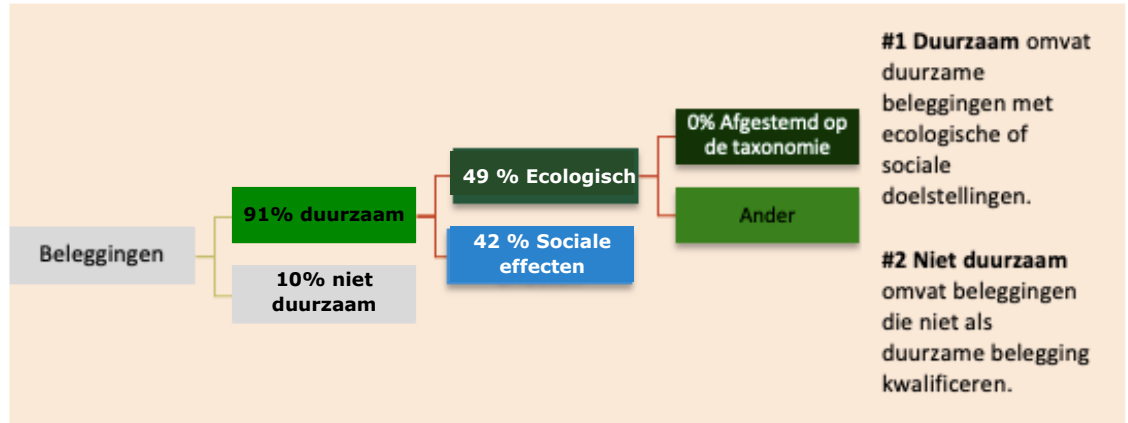 Beleggingen
91% duurzaam
10% niet
duurzaam
49 % Ecologisch
42 % Sociale
effecten
0% Afgestemd op
de taxonomie
Ander
#1 Duurzaam omvat
duurzame
beleggingen met
ecologische of
sociale
doelstellingen.
#2 Niet duurzaam
omvat beleggingen
die niet als
duurzame belegging
kwalificeren.